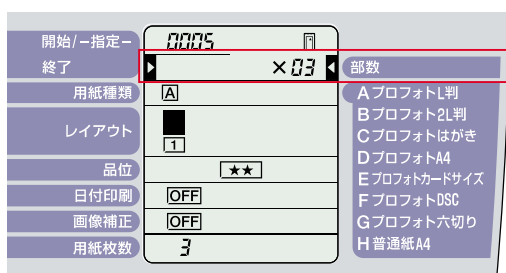 開始/-指定- 0005
終了 ×03 部数
用紙種類 A
レイアウト 1
品位 ★★
日付印刷 OFF
画像補正 OFF
用紙枚数 3
AプロフォトL判
Bプロフォト2L判
Cプロフォトはがき
DプロフォトA4
Eプロフォトカードサイズ
FプロフォトDSC
Gプロフォト六切り
H普通紙A4